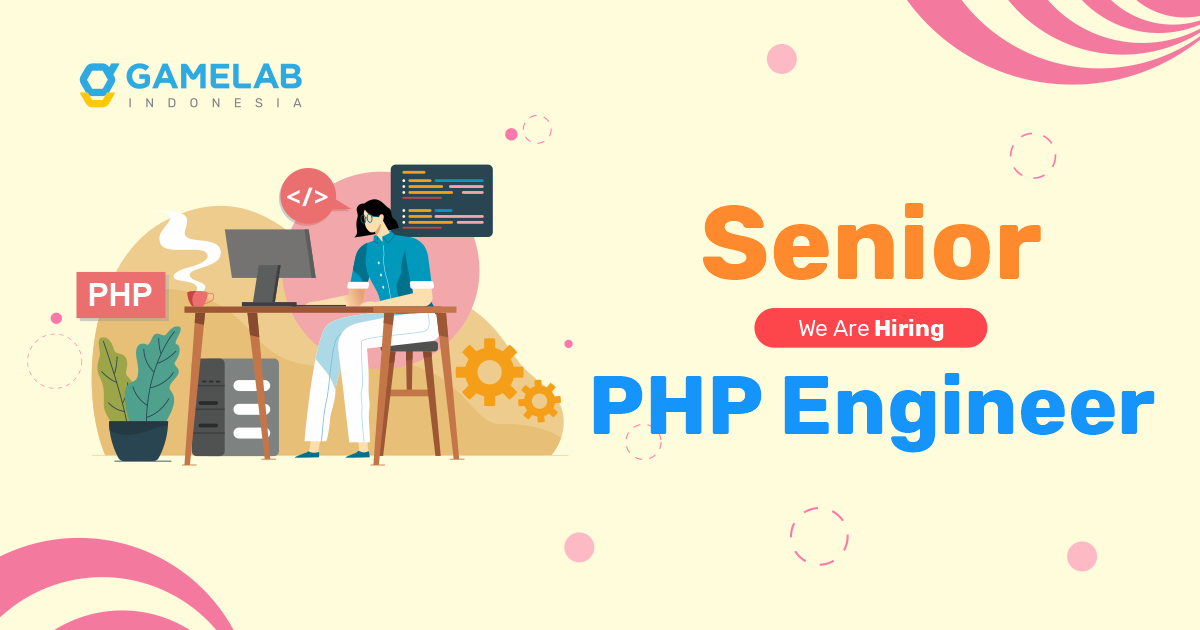 GAMELAB
INDONESIA
</>
PHP
Senior
We Are Hiring
PHP Engineer